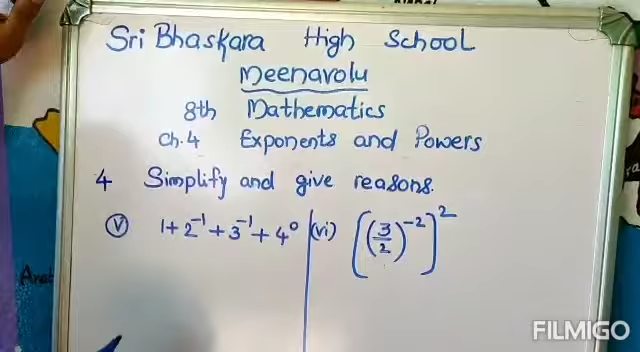 Sri Bhaskara High School
Meenavolu
8th Mathematics
Ch.4 Exponents and Powers
4 Simplify and give reasons.
(v) 1+2⁻¹+3⁻¹+4⁰ (vi) ((3/2)⁻²)²
FILMIGO